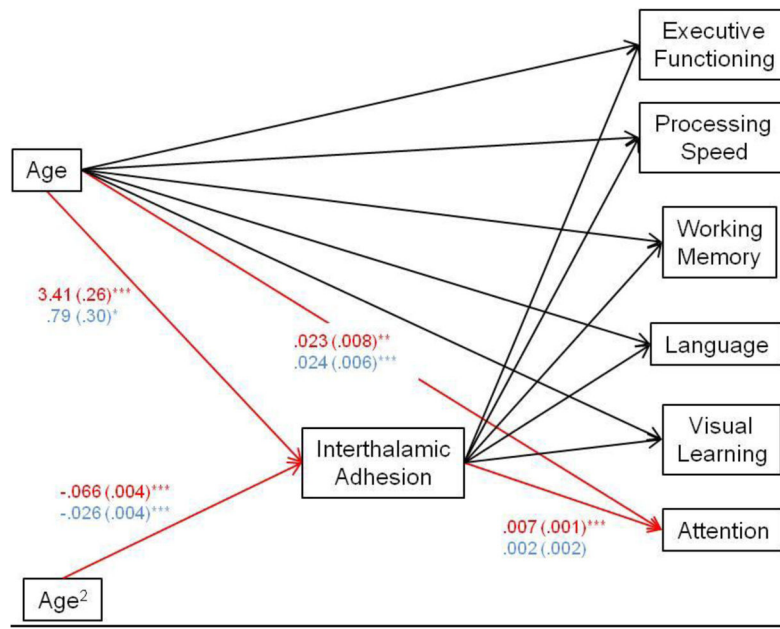 Executive
Functioning
Processing
Speed
Age
Working
Memory
3.41 (.26)***
.79 (.30)*
.023 (.008)**
.024 (.006)***
Language
Interthalamic
Adhesion
Visual
Learning
-.066 (.004)***
-.026 (.004)***
.007 (.001)***
.002 (.002)
Attention
Age²